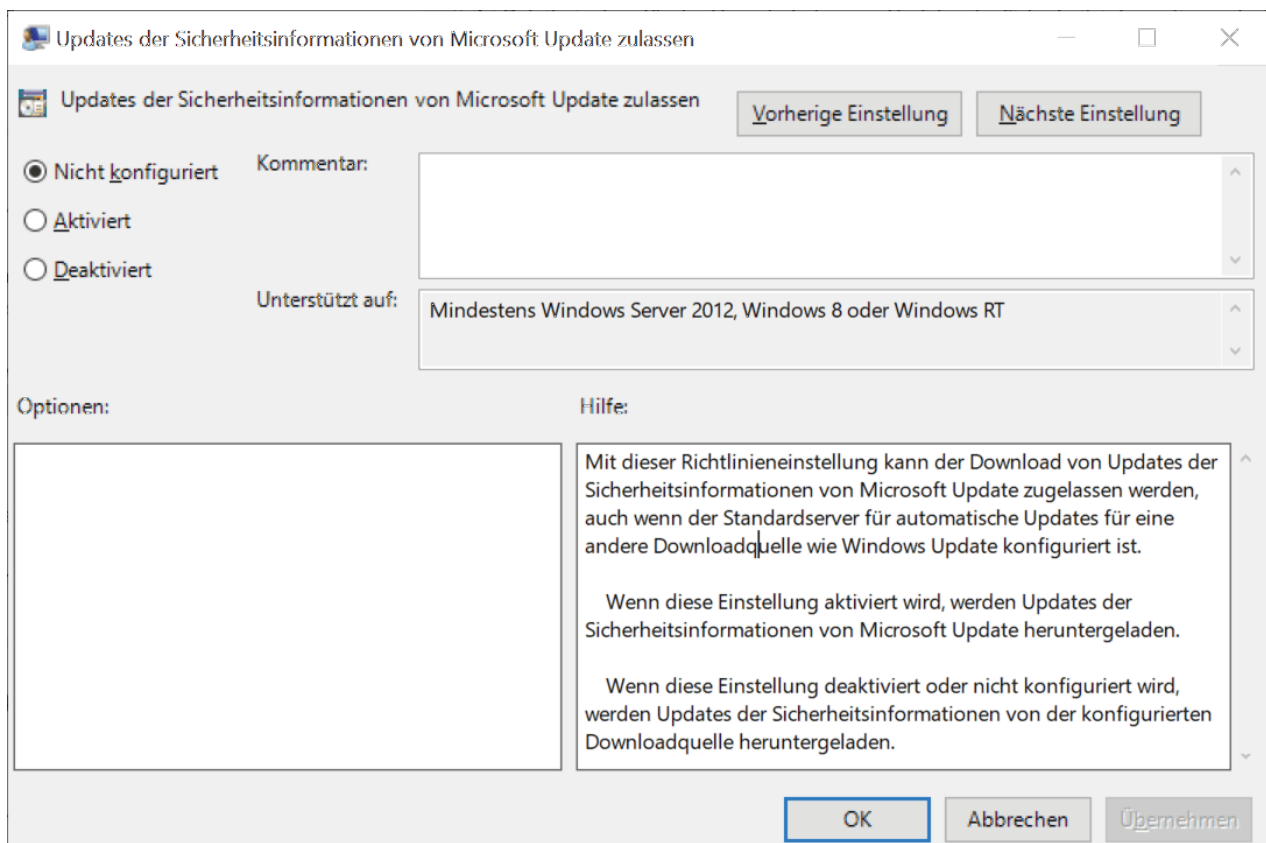 Updates der Sicherheitsinformationen von Microsoft Update zulassen
Updates der Sicherheitsinformationen von Microsoft Update zulassen
Vorherige Einstellung
Nächste Einstellung
Nicht konfiguriert
Kommentar:
Aktiviert
Deaktiviert
Unterstützt auf:
Mindestens Windows Server 2012, Windows 8 oder Windows RT
Optionen:
Hilfe:
Mit dieser Richtlinieneinstellung kann der Download von Updates der
Sicherheitsinformationen von Microsoft Update zugelassen werden,
auch wenn der Standardserver für automatische Updates für eine
andere Downloadquelle wie Windows Update konfiguriert ist.
Wenn diese Einstellung aktiviert wird, werden Updates der
Sicherheitsinformationen von Microsoft Update heruntergeladen.
Wenn diese Einstellung deaktiviert oder nicht konfiguriert wird,
werden Updates der Sicherheitsinformationen von der konfigurierten
Downloadquelle heruntergeladen.
OK
Abbrechen
Übernehmen